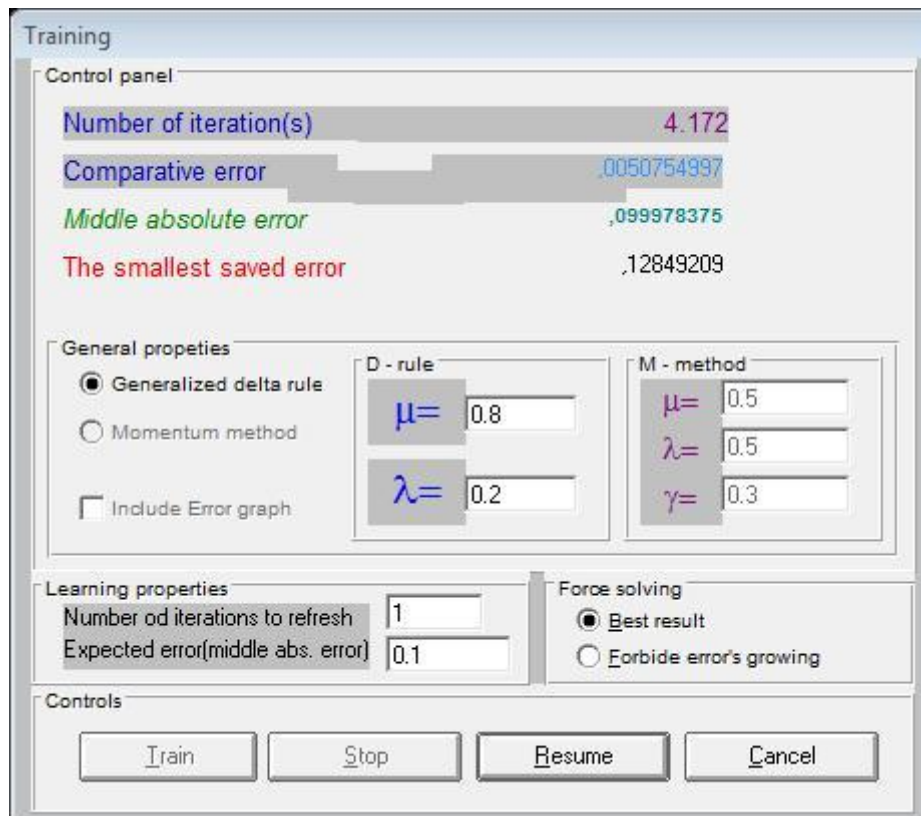 Training
Control panel
Number of iteration(s) 4.172
Comparative error ,0050754997
Middle absolute error ,099978375
The smallest saved error ,12849209
General propeties
Generalized delta rule
Momentum method
Include Error graph
D - rule
μ= 0.8
λ= 0.2
M - method
μ= 0.5
λ= 0.5
γ= 0.3
Learning properties
Number od iterations to refresh 1
Expected error(middle abs. error) 0.1
Force solving
Best result
Forbide error's growing
Controls
Train Stop Resume Cancel